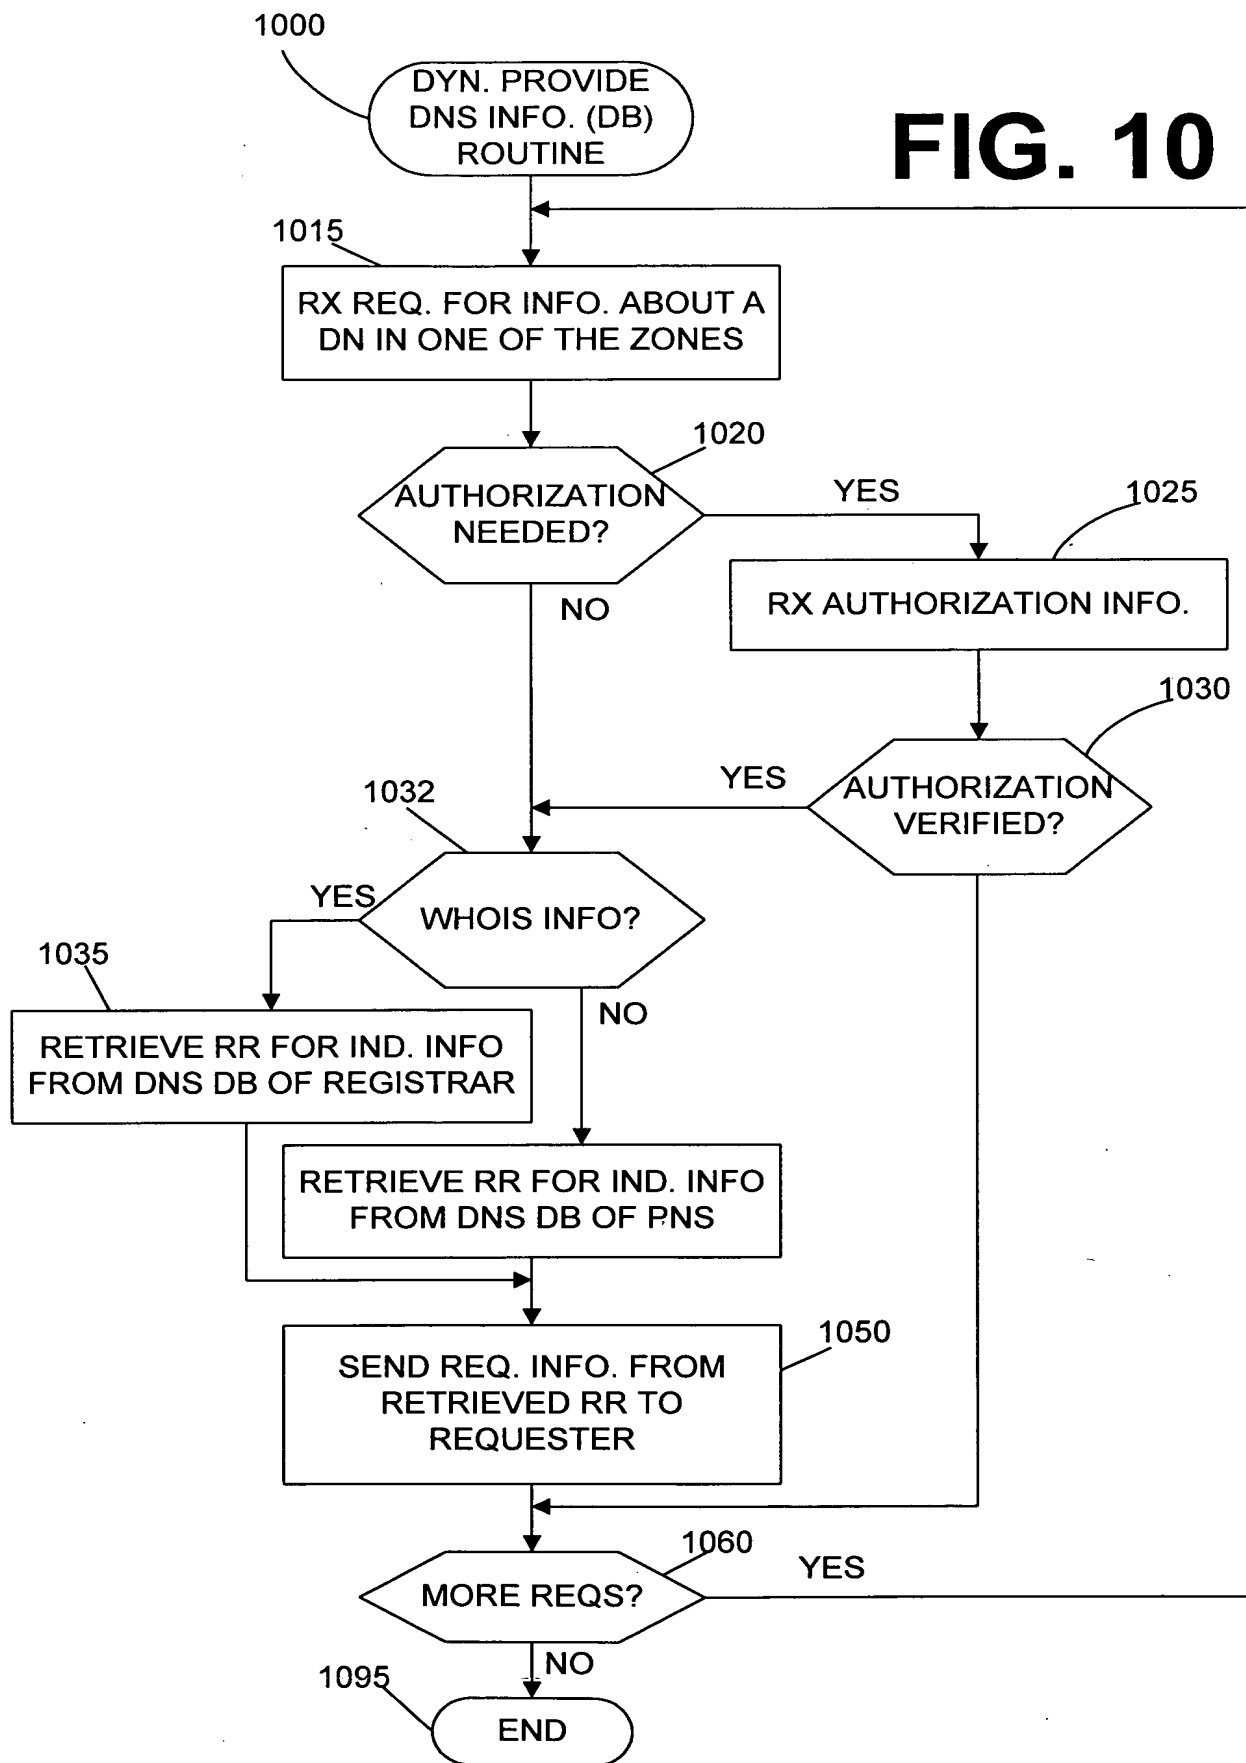 1000
DYN. PROVIDE
DNS INFO. (DB)
ROUTINE
FIG. 10
1015
RX REQ. FOR INFO. ABOUT A
DN IN ONE OF THE ZONES
1020
AUTHORIZATION
NEEDED?
YES
1025
NO
RX AUTHORIZATION INFO.
1030
YES
AUTHORIZATION
VERIFIED?
1032
YES
WHOIS INFO?
1035
NO
RETRIEVE RR FOR IND. INFO
FROM DNS DB OF REGISTRAR
RETRIEVE RR FOR IND. INFO
FROM DNS DB OF PNS
1050
SEND REQ. INFO. FROM
RETRIEVED RR TO
REQUESTER
1060
YES
MORE REQS?
NO
1095
END